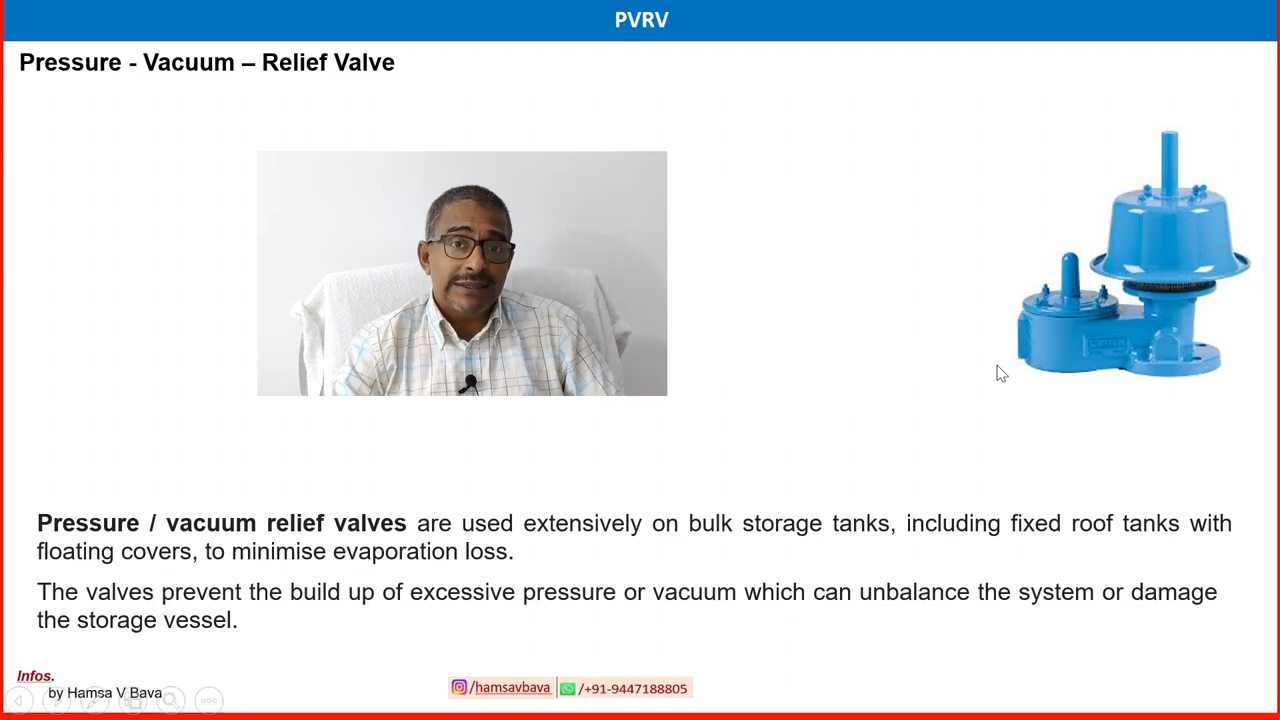 PVRV
Pressure - Vacuum – Relief Valve
Pressure / vacuum relief valves are used extensively on bulk storage tanks, including fixed roof tanks with
floating covers, to minimise evaporation loss.
The valves prevent the build up of excessive pressure or vacuum which can unbalance the system or damage
the storage vessel.
Infos.
by Hamsa V Bava
/hamsavbava
/+91-9447188805